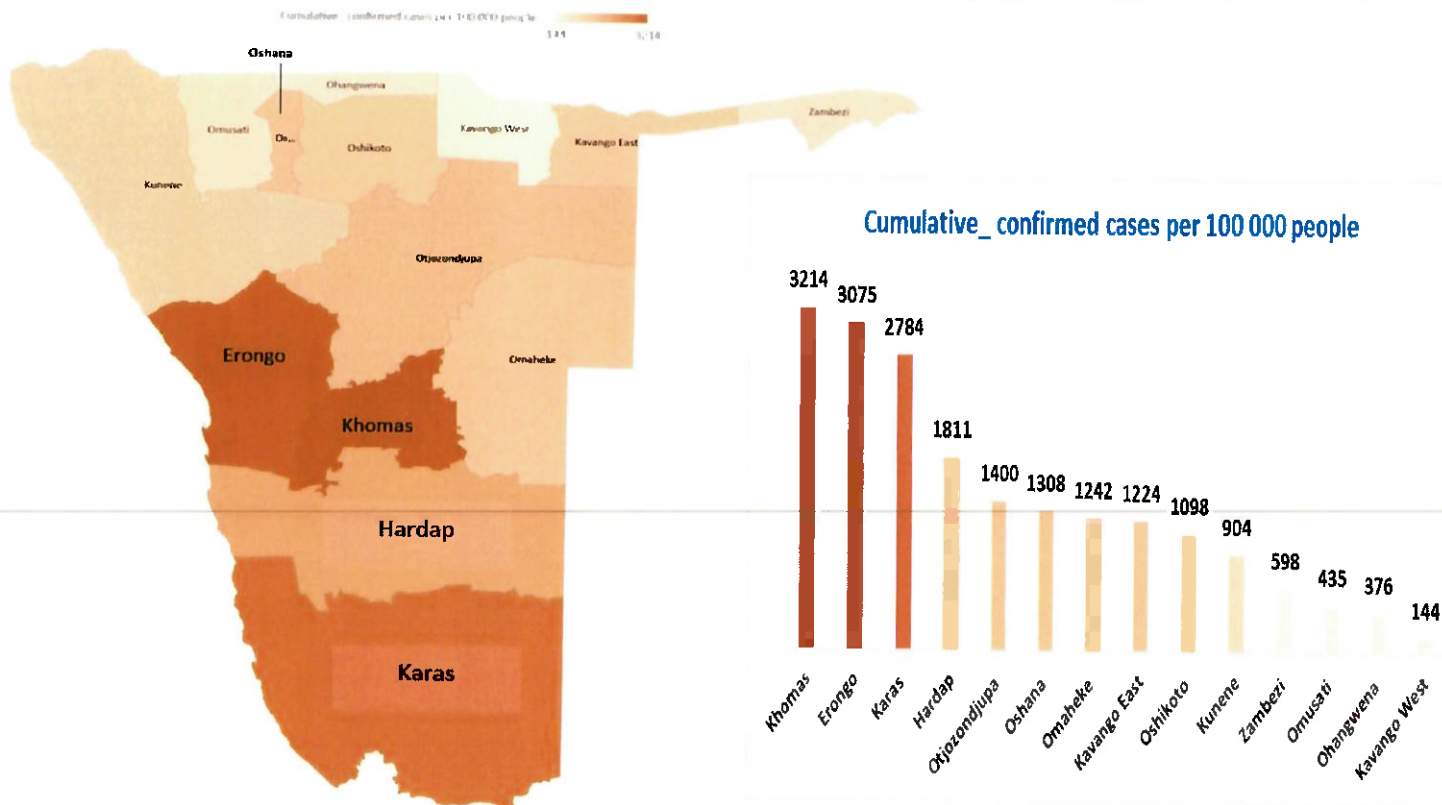 Cumulative_ confirmed cases per 100 000 people
144 3214
Oshana
Ohangwena
Zambezi
Omusati
Os...
Oshikoto
Kavango West
Kavango East
Kunene
Otjozondjupa
Erongo
Omaheke
Khomas
Hardap
Karas
Cumulative_ confirmed cases per 100 000 people
3214
3075
2784
1811
1400
1308
1242
1224
1098
904
598
435
376
144
Khomas
Erongo
Karas
Hardap
Otjozondjupa
Oshana
Omaheke
Kavango East
Oshikoto
Kunene
Zambezi
Omusati
Ohangwena
Kavango West